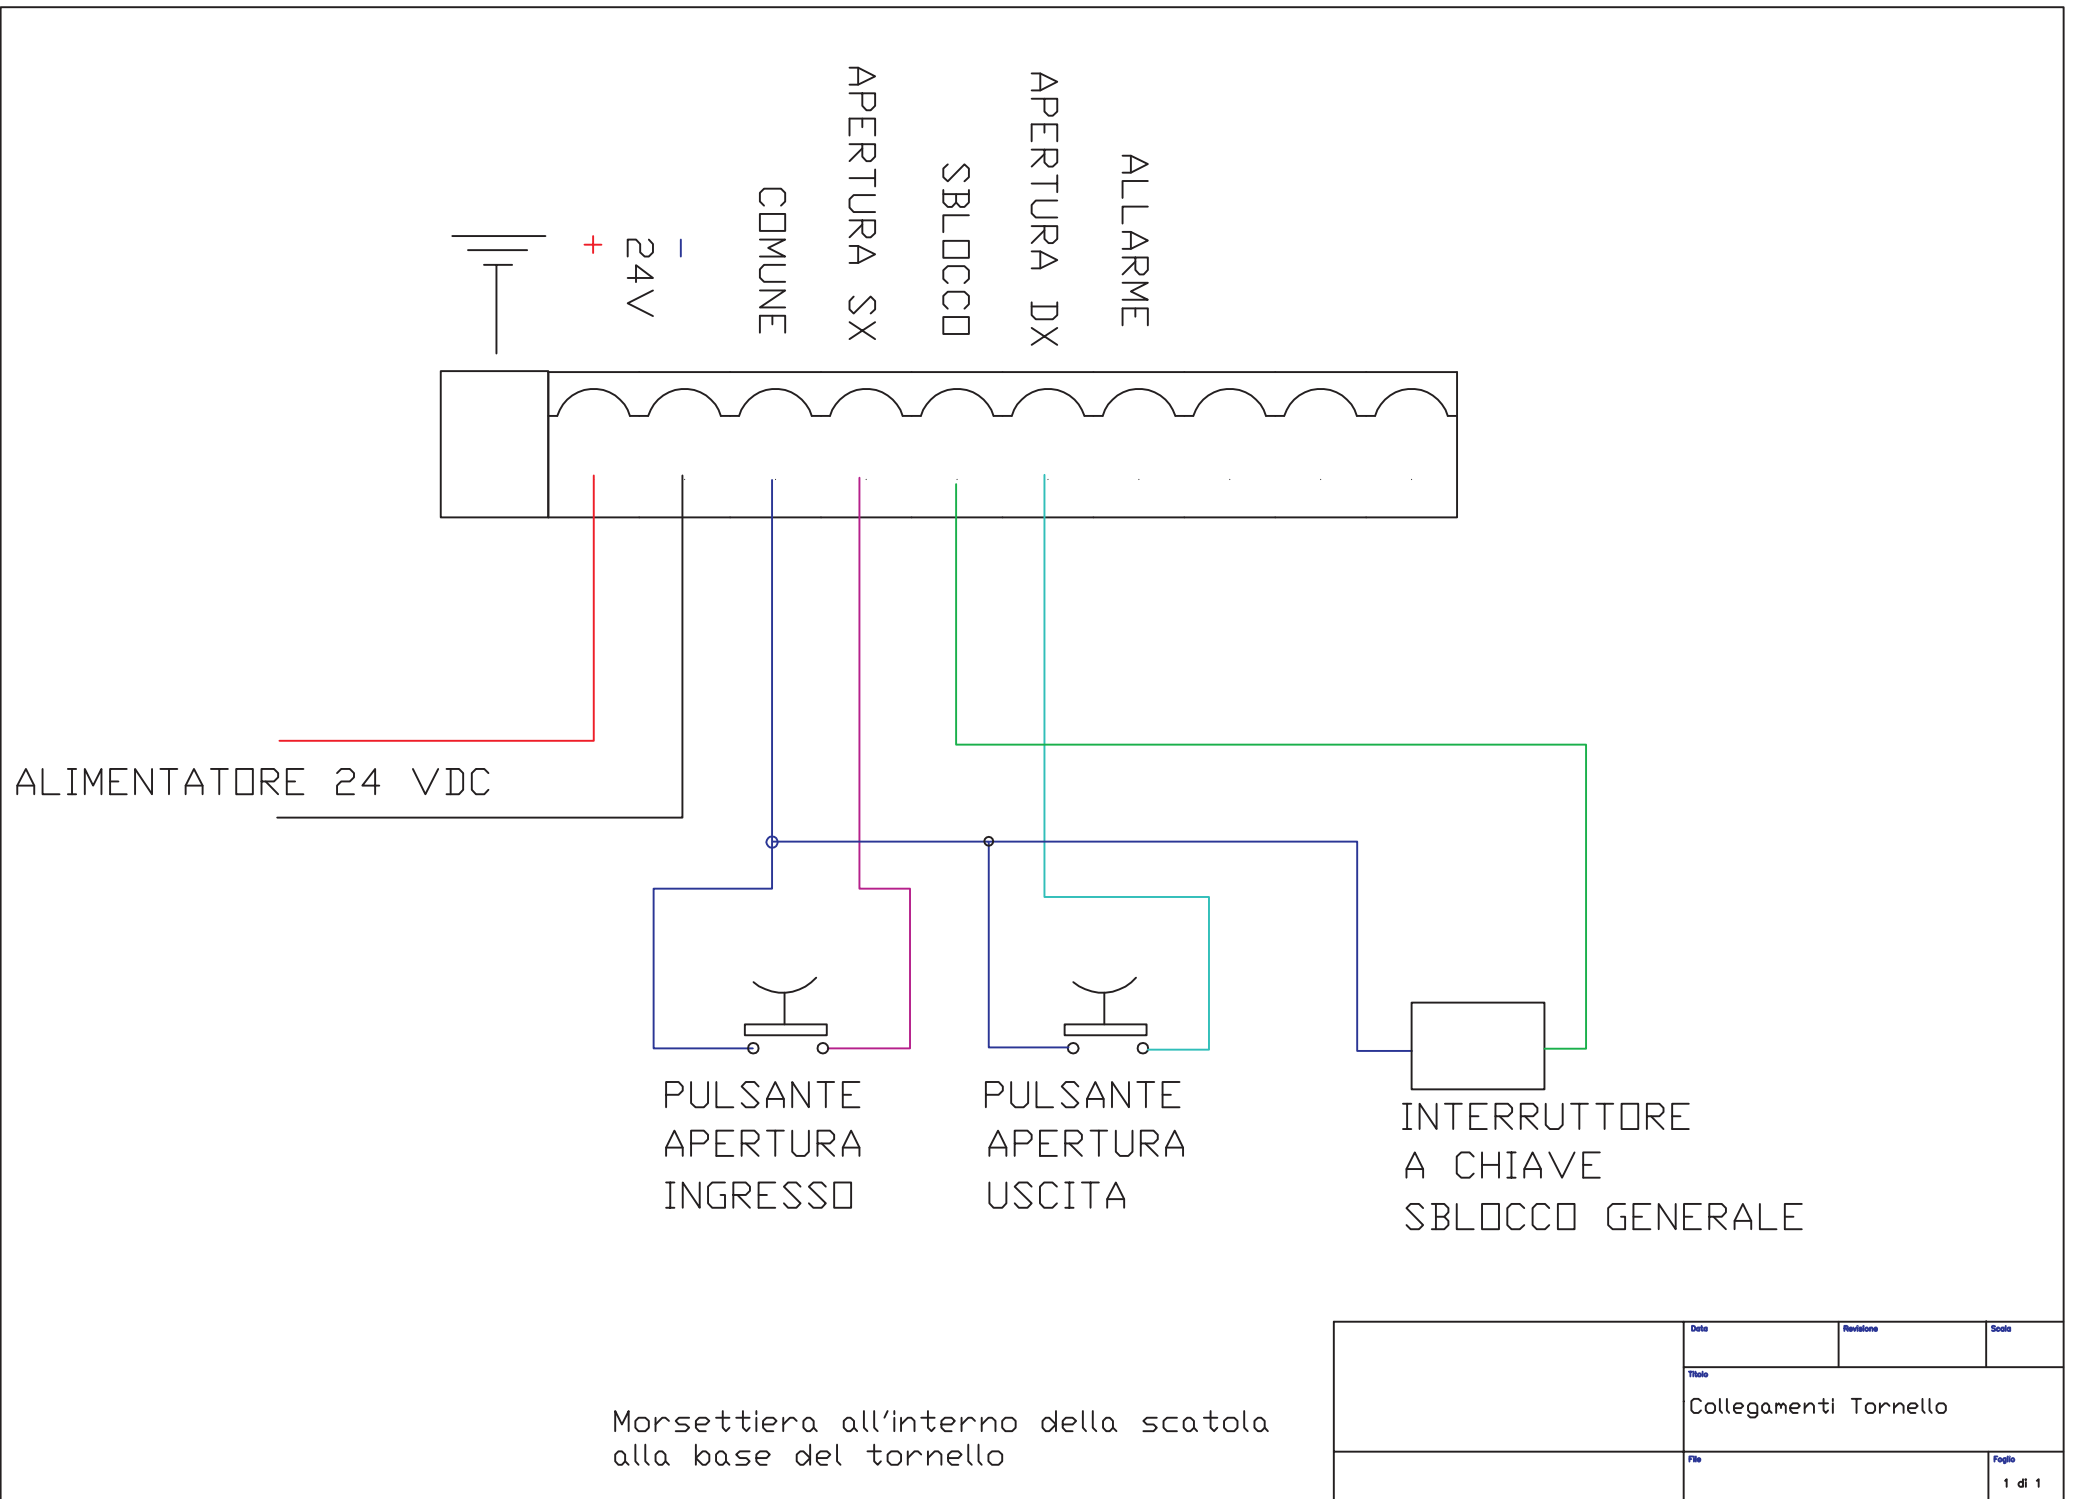 +
24V
-
COMUNE
APERTURA SX
SBLOCCO
APERTURA DX
ALLARME
ALIMENTATORE 24 VDC
PULSANTE
APERTURA
INGRESSO
PULSANTE
APERTURA
USCITA
INTERRUTTORE
A CHIAVE
SBLOCCO GENERALE
Morsettiera all'interno della scatola
alla base del tornello
Data
Revisione
Scala
Titolo
Collegamenti Tornello
File
Foglio
1 di 1